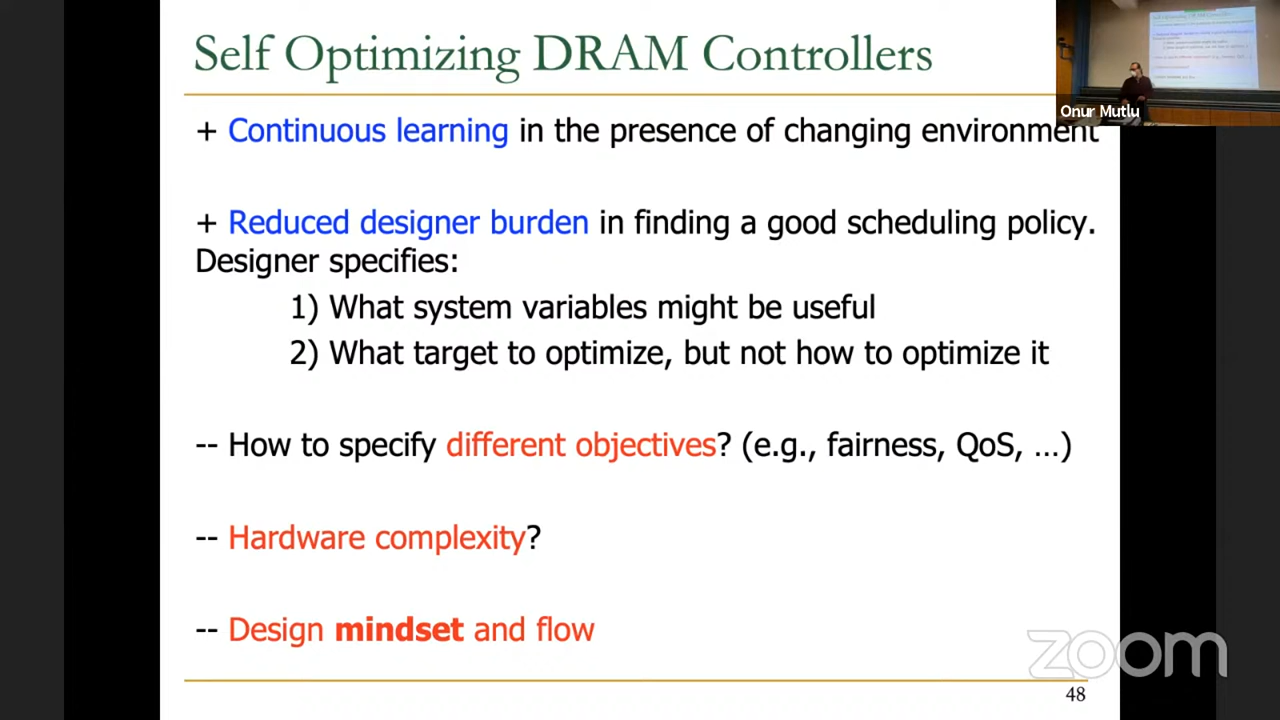 Self Optimizing DRAM Controllers
Onur Mutlu
+ Continuous learning in the presence of changing environment
+ Reduced designer burden in finding a good scheduling policy.
Designer specifies:
1) What system variables might be useful
2) What target to optimize, but not how to optimize it
-- How to specify different objectives? (e.g., fairness, QoS, …)
-- Hardware complexity?
-- Design mindset and flow
zoom
48